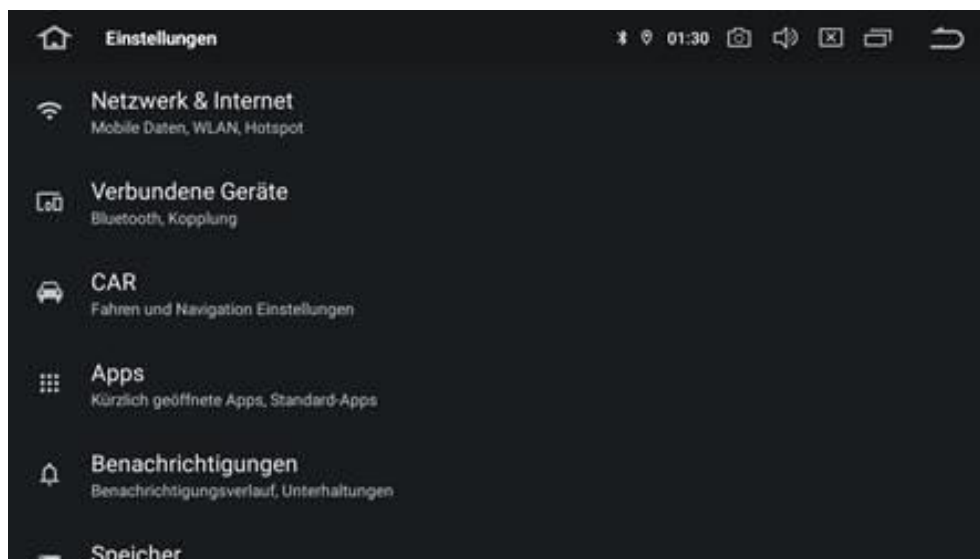 Einstellungen
01:30
Netzwerk & Internet
Mobile Daten, WLAN, Hotspot
Verbundene Geräte
Bluetooth, Kopplung
CAR
Fahren und Navigation Einstellungen
Apps
Kürzlich geöffnete Apps, Standard-Apps
Benachrichtigungen
Benachrichtigungsverlauf, Unterhaltungen
Speicher